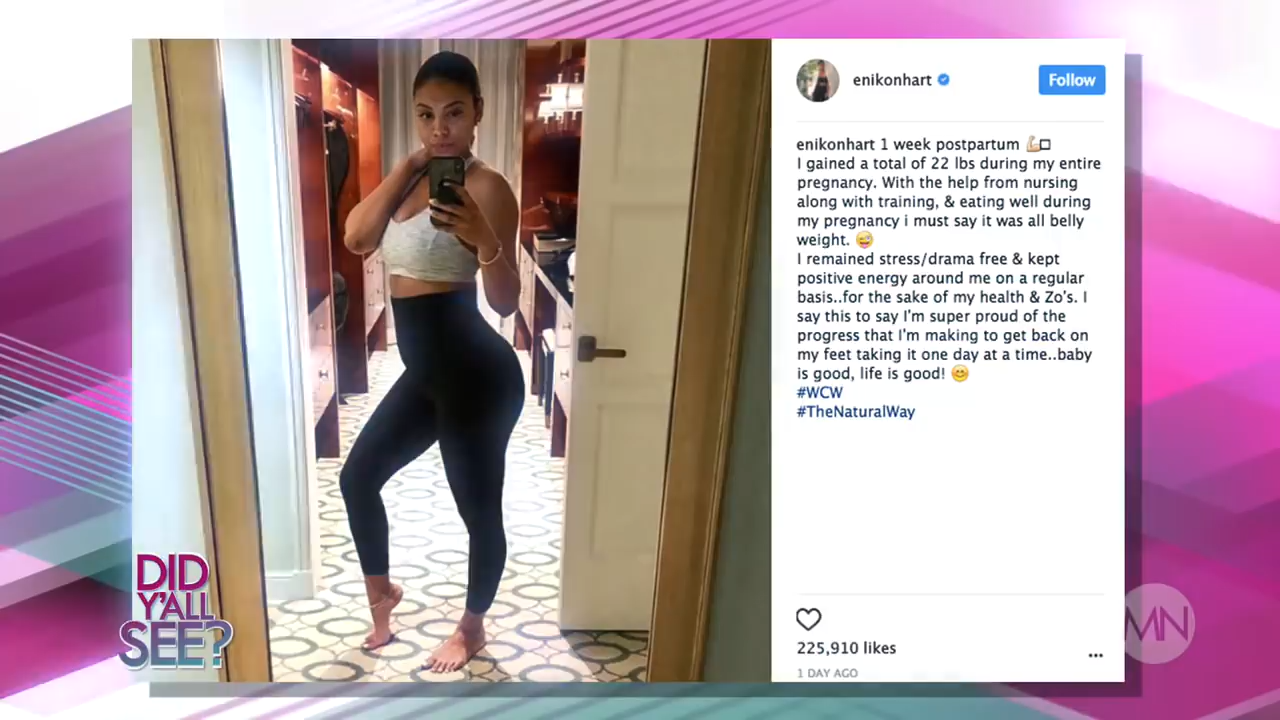 enikonhart
Follow
enikonhart 1 week postpartum 💪🏼□
I gained a total of 22 lbs during my entire
pregnancy. With the help from nursing
along with training, & eating well during
my pregnancy i must say it was all belly
weight. 😜
I remained stress/drama free & kept
positive energy around me on a regular
basis..for the sake of my health & Zo's. I
say this to say I'm super proud of the
progress that I'm making to get back on
my feet taking it one day at a time..baby
is good, life is good! 😊
#WCW
#TheNaturalWay
225,910 likes
1 DAY AGO
DID
Y'ALL
SEE?
MN